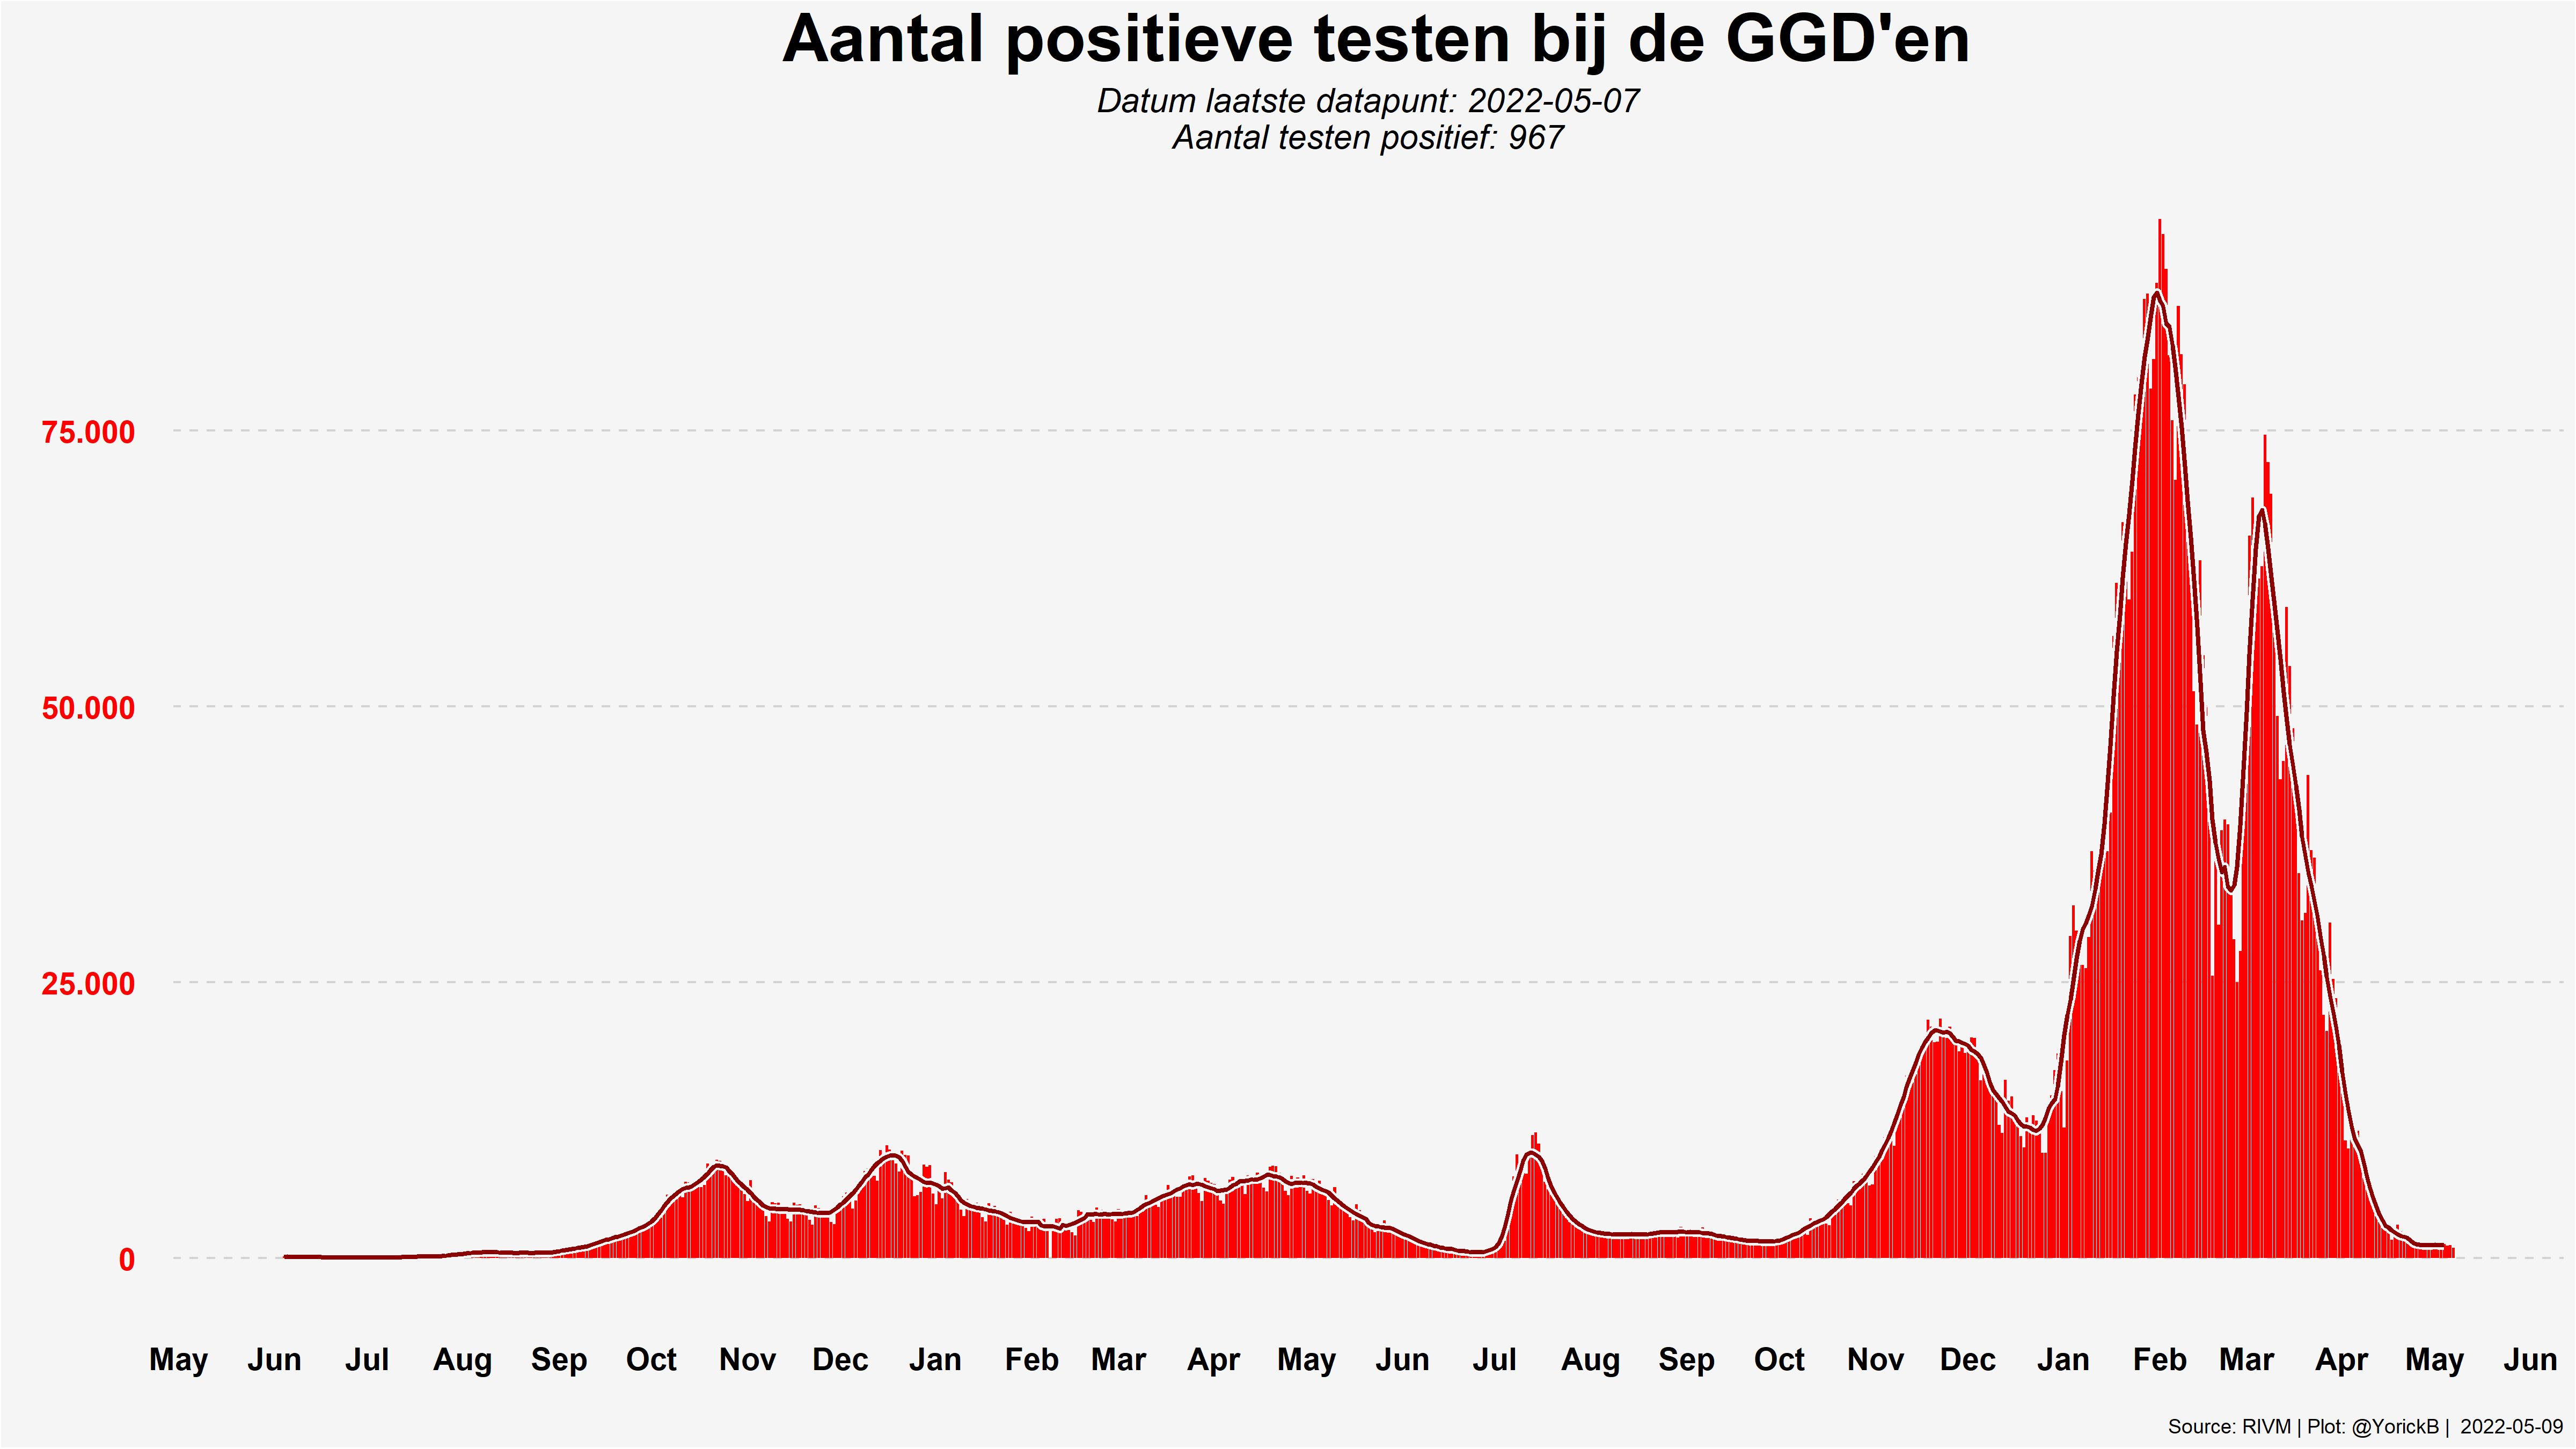 Aantal positieve testen bij de GGD'en
Datum laatste datapunt: 2022-05-07
Aantal testen positief: 967
75.000
50.000
25.000
0
May Jun Jul Aug Sep Oct Nov Dec Jan Feb Mar Apr May Jun Jul Aug Sep Oct Nov Dec Jan Feb Mar Apr May Jun
Source: RIVM | Plot: @YorickB | 2022-05-09